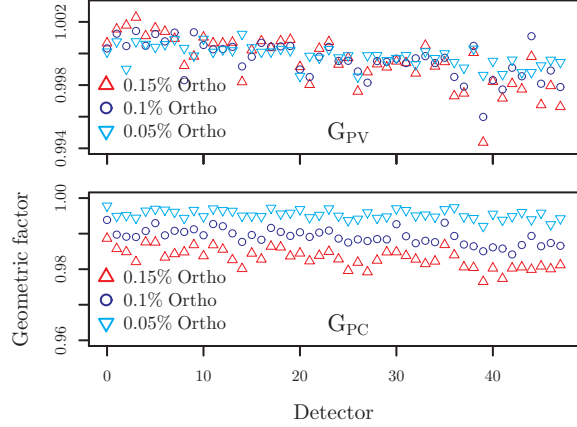 1.002
0.998
0.994
0.15% Ortho
0.1% Ortho
0.05% Ortho
G_PV
Geometric factor
1.00
0.98
0.96
0.15% Ortho
0.1% Ortho
0.05% Ortho
G_PC
0 10 20 30 40
Detector